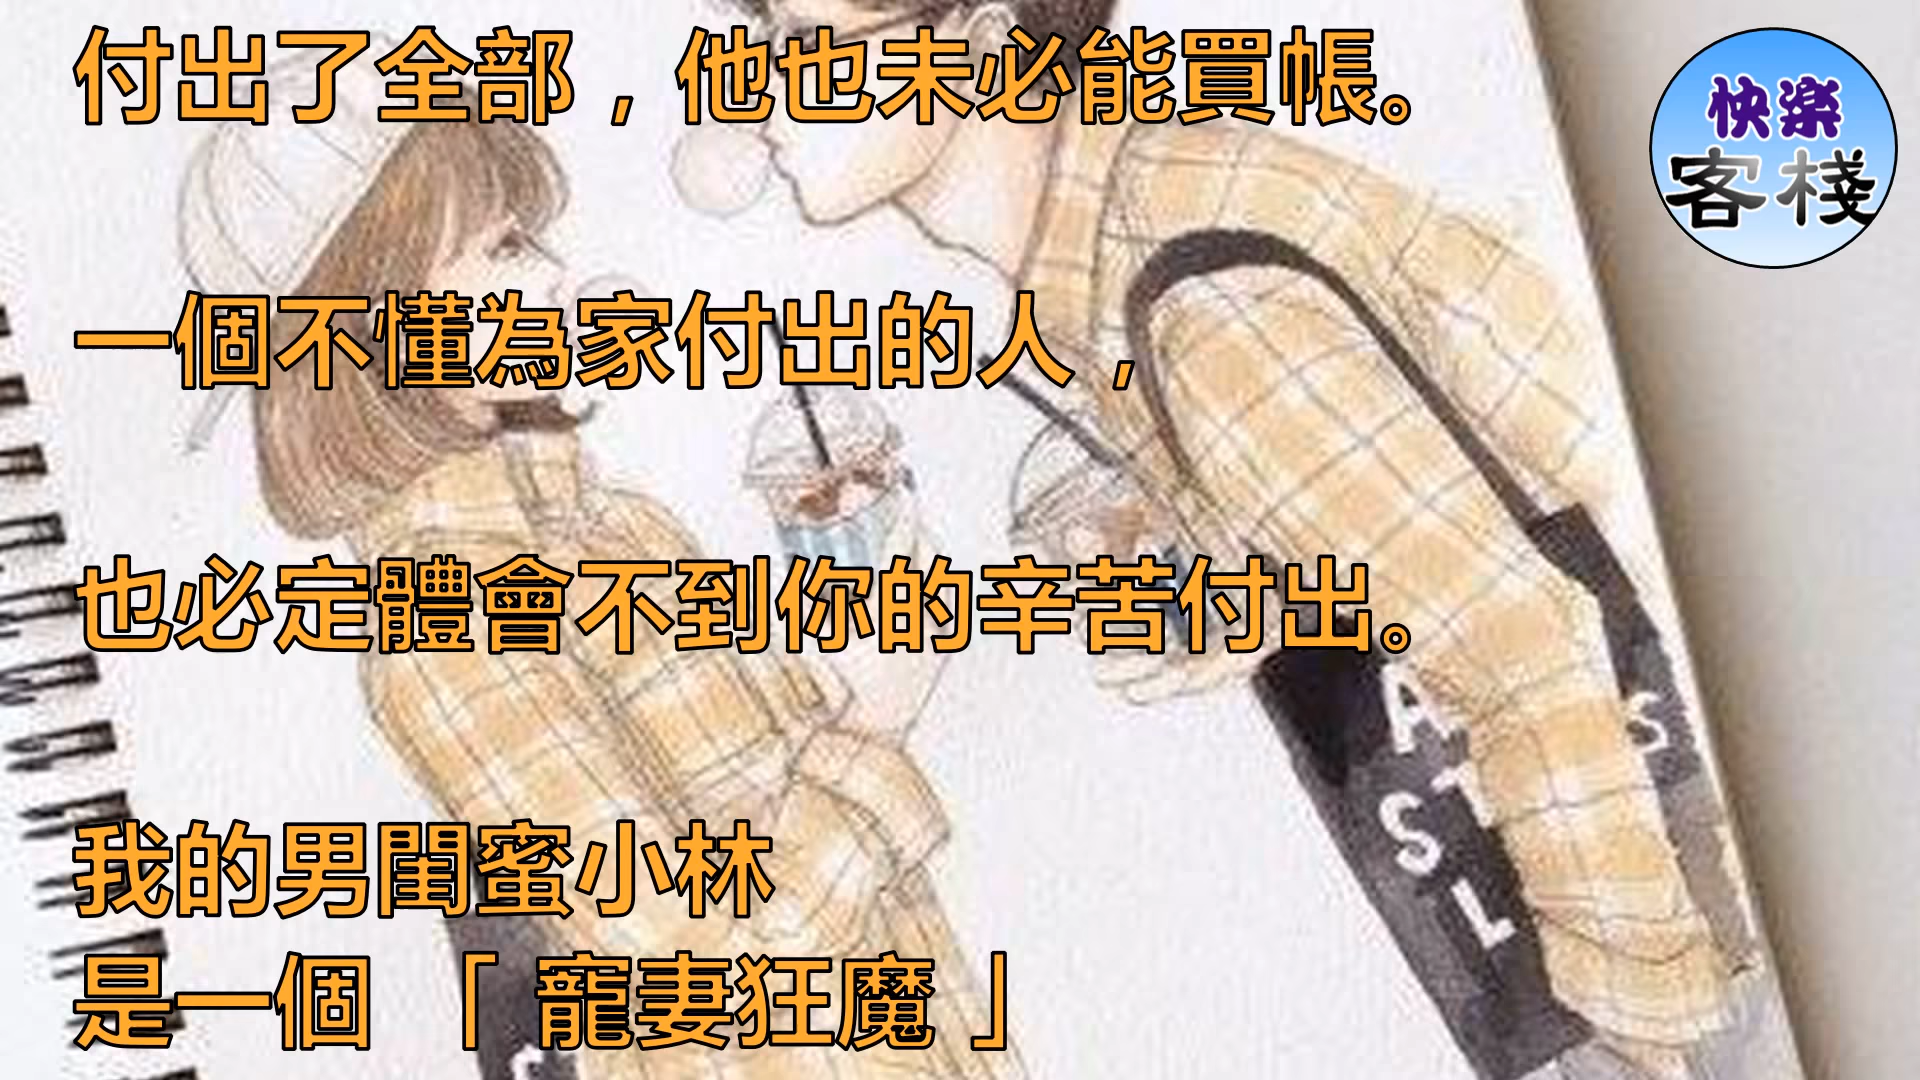 付出了全部，他也未必能買帳。
快楽
客棧
一個不懂為家付出的人，
也必定體會不到你的辛苦付出。
A
S
S
L
我的男閨蜜小林
是一個 「 寵妻狂魔 」